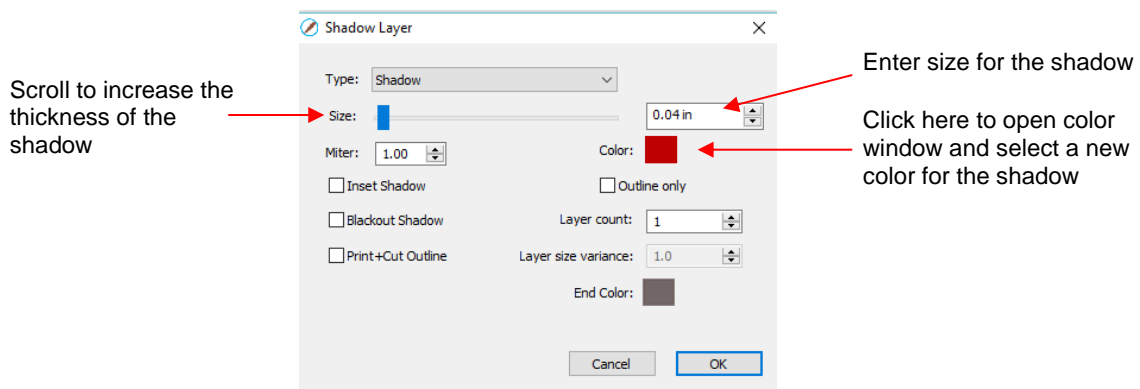 Shadow Layer
Scroll to increase the
thickness of the
shadow
Type: Shadow
Size: 0.04 in
Enter size for the shadow
Miter: 1.00 Color:
Click here to open color
window and select a new
color for the shadow
Inset Shadow Outline only
Blackout Shadow Layer count: 1
Print+Cut Outline Layer size variance: 1.0
End Color:
Cancel OK